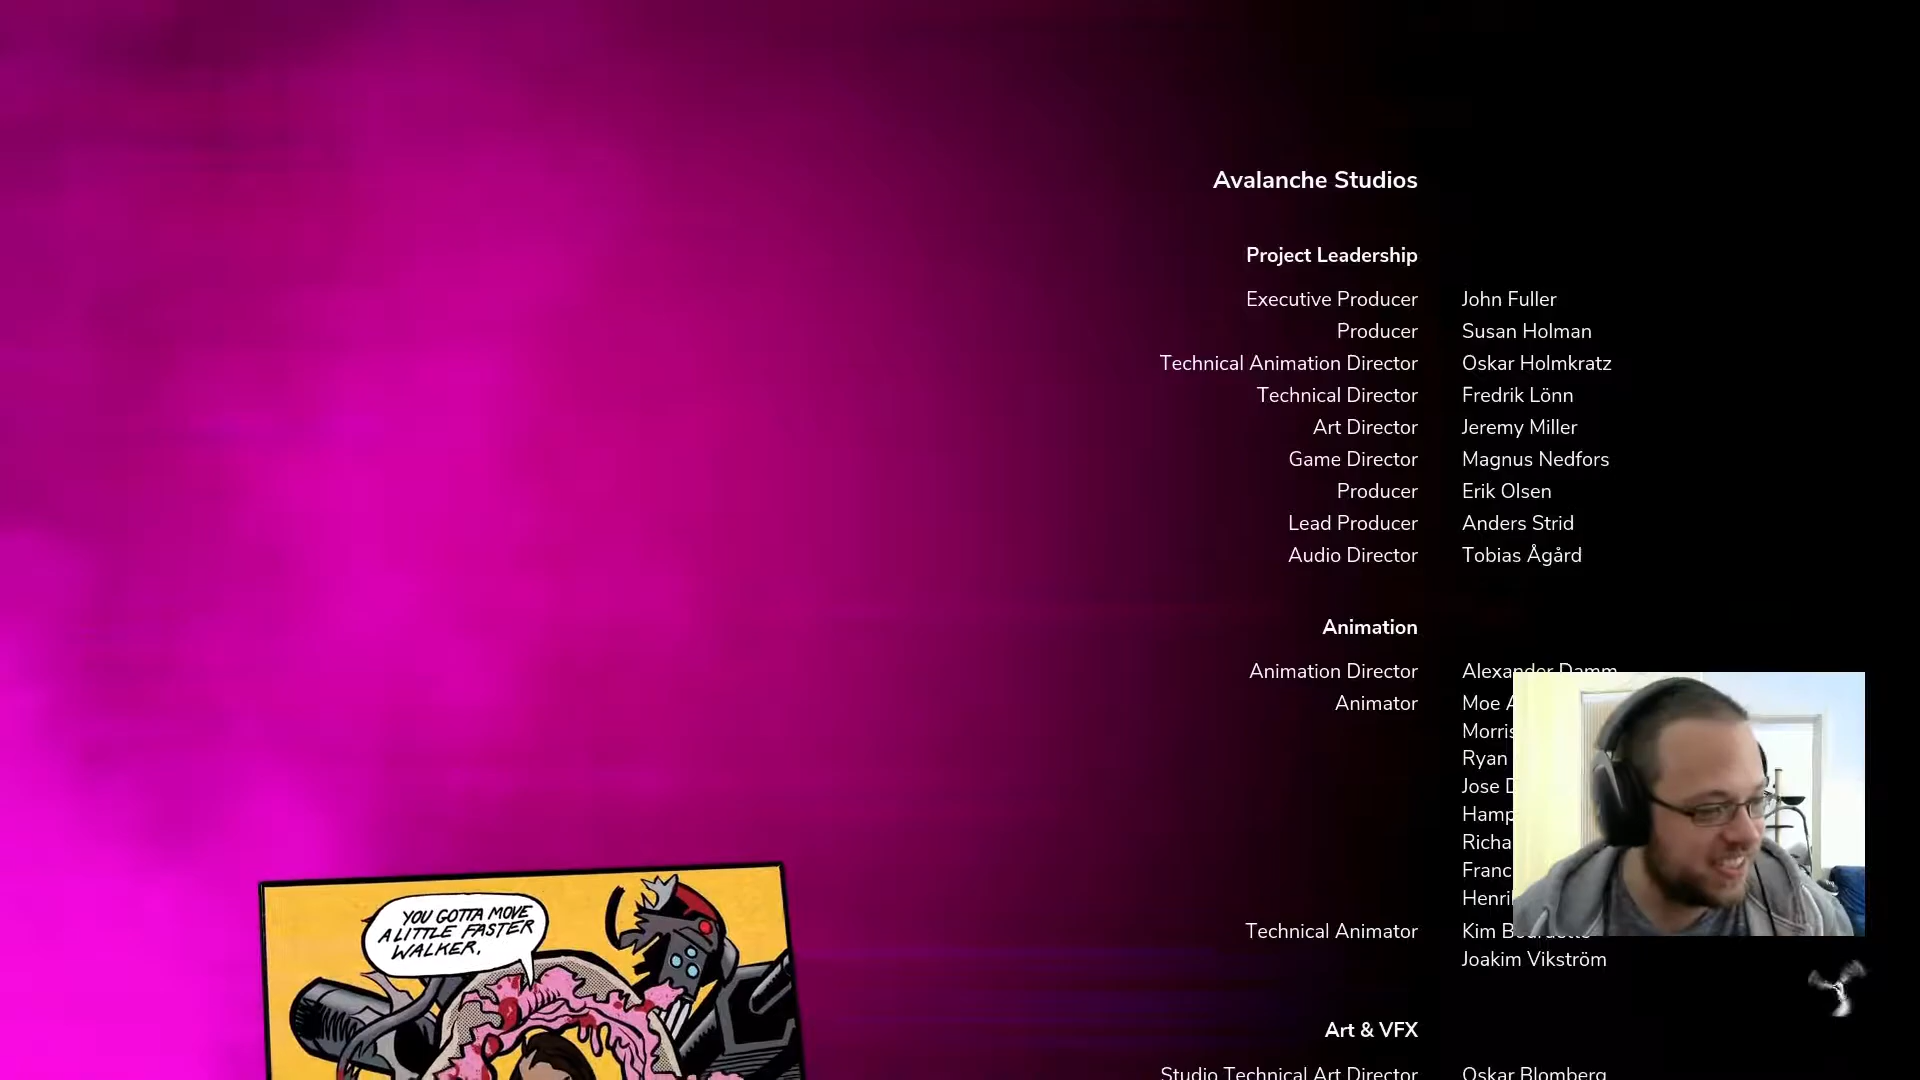 Avalanche Studios
Project Leadership
Executive Producer John Fuller
Producer Susan Holman
Technical Animation Director Oskar Holmkratz
Technical Director Fredrik Lönn
Art Director Jeremy Miller
Game Director Magnus Nedfors
Producer Erik Olsen
Lead Producer Anders Strid
Audio Director Tobias Ågård
Animation
Animation Director Alexander Damm
Animator Moe
Ryan
Jose
Technical Animator Kim
Joakim Vikström
Art & VFX
Studio Technical Art Director Oskar Blomberg
YOU GOTTA MOVE
A LITTLE FASTER
WALKER.